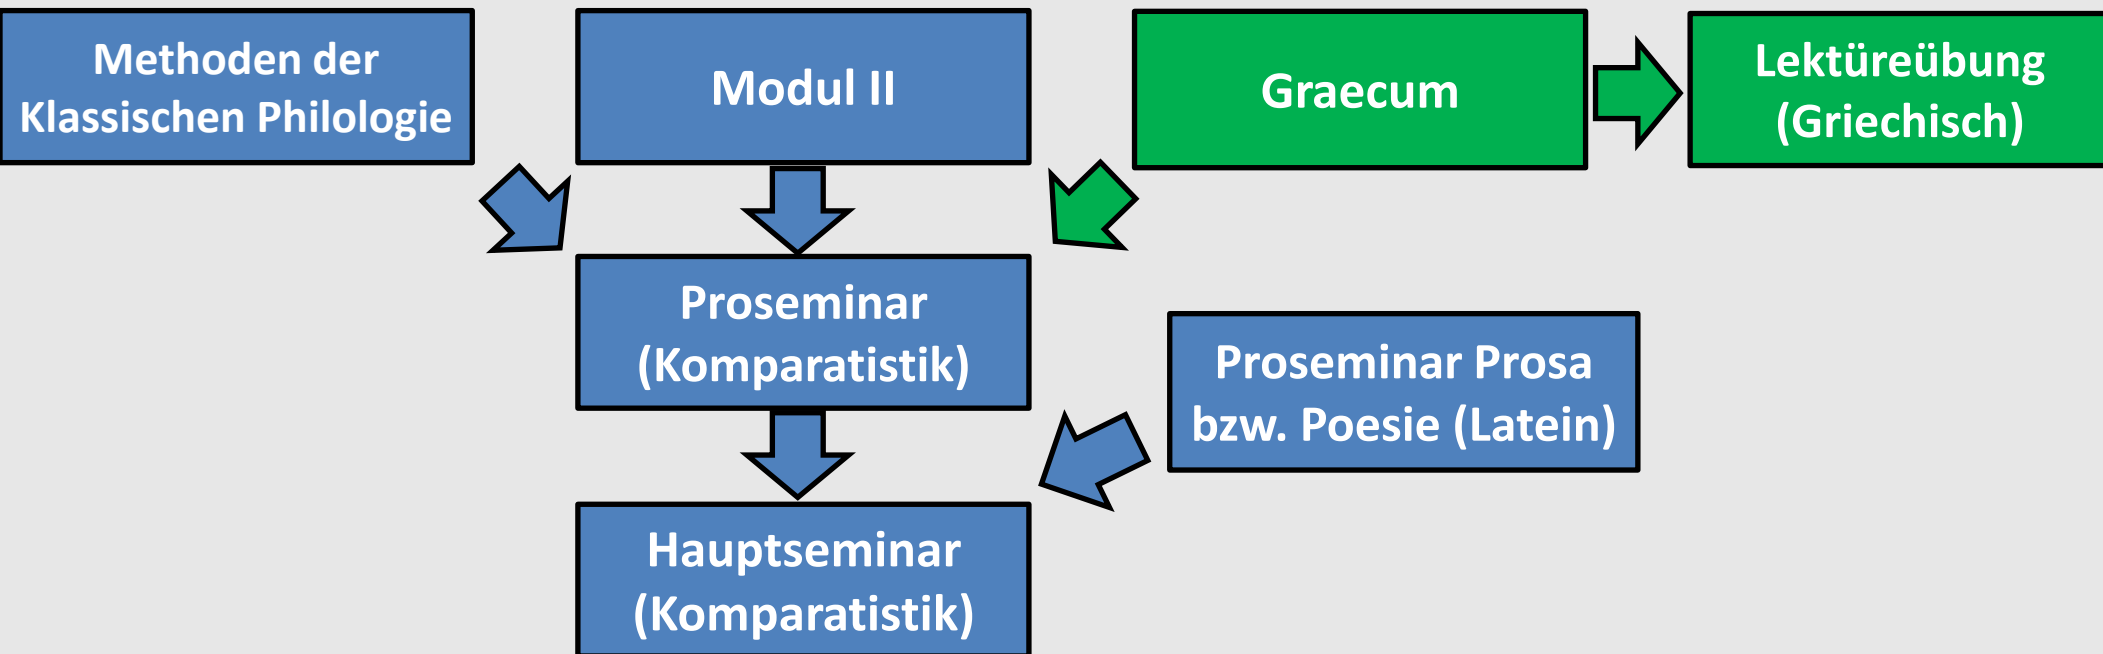 Methoden der
Klassischen Philologie
Modul II
Graecum
Lektüreübung
(Griechisch)
Proseminar
(Komparatistik)
Proseminar Prosa
bzw. Poesie (Latein)
Hauptseminar
(Komparatistik)